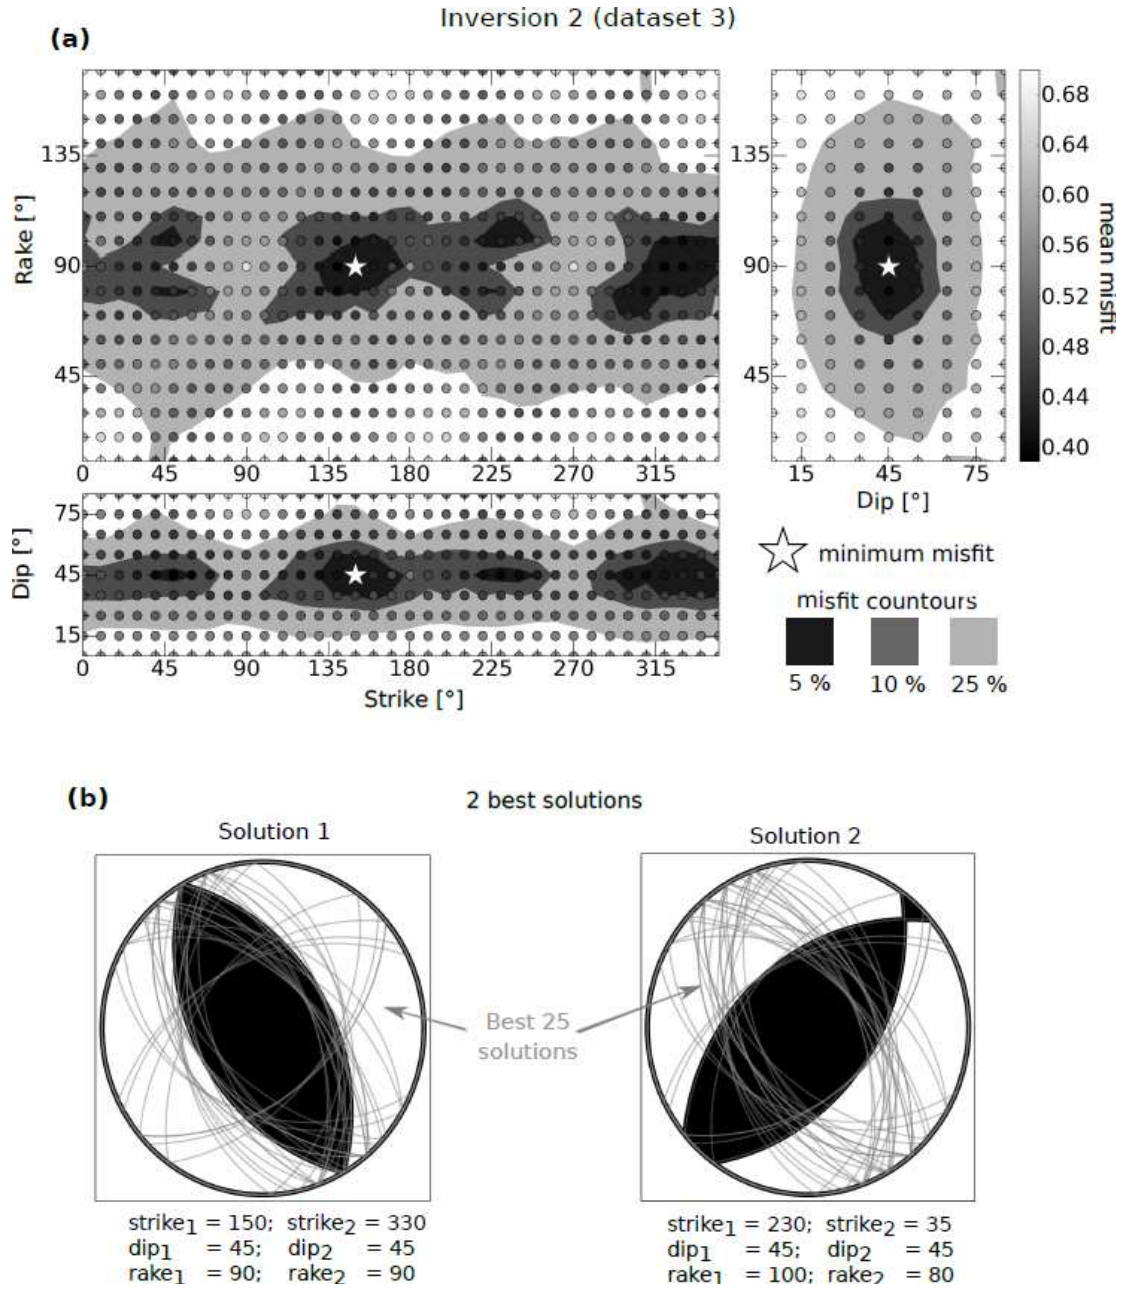 Inversion 2 (dataset 3)
(a)
Rake [°]
135
90
45
0 45 90 135 180 225 270 315
135
90
45
15 45 75
Dip [°]
0.68
0.64
0.60
0.56
0.52
0.48
0.44
0.40
mean misfit
Dip [°]
75
45
15
0 45 90 135 180 225 270 315
Strike [°]
minimum misfit
misfit countours
5 % 10 % 25 %
(b)
2 best solutions
Solution 1
Solution 2
Best 25
solutions
strike1 = 150; strike2 = 330
dip1 = 45; dip2 = 45
rake1 = 90; rake2 = 90
strike1 = 230; strike2 = 35
dip1 = 45; dip2 = 45
rake1 = 100; rake2 = 80